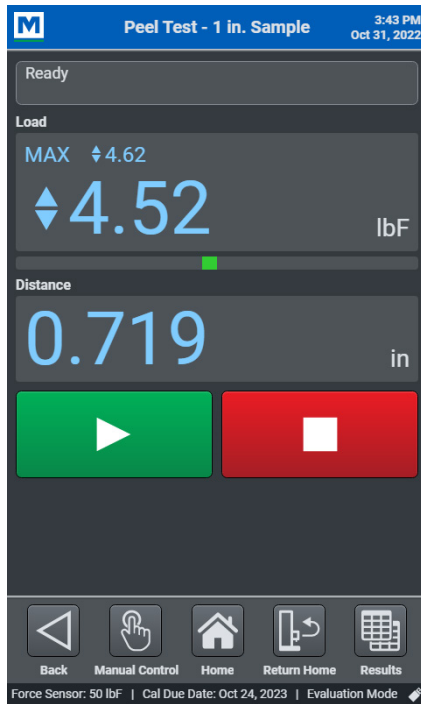 M
Peel Test - 1 in. Sample
3:43 PM
Oct 31, 2022
Ready
Load
MAX 4.62
4.52 lbF
Distance
0.719 in
Back Manual Control Home Return Home Results
Force Sensor: 50 lbF | Cal Due Date: Oct 24, 2023 | Evaluation Mode